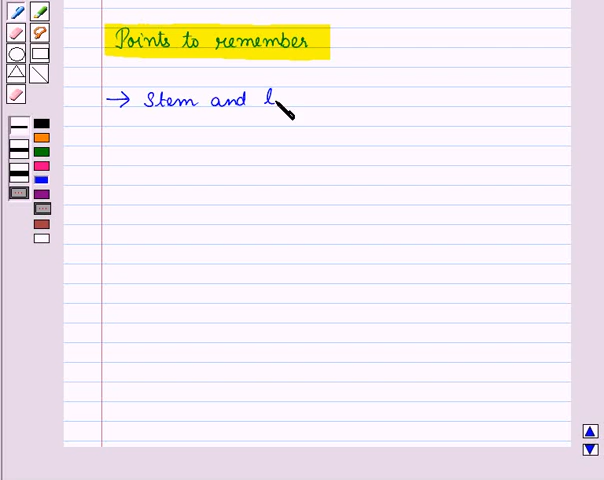 Points to remember
→ Stem and l